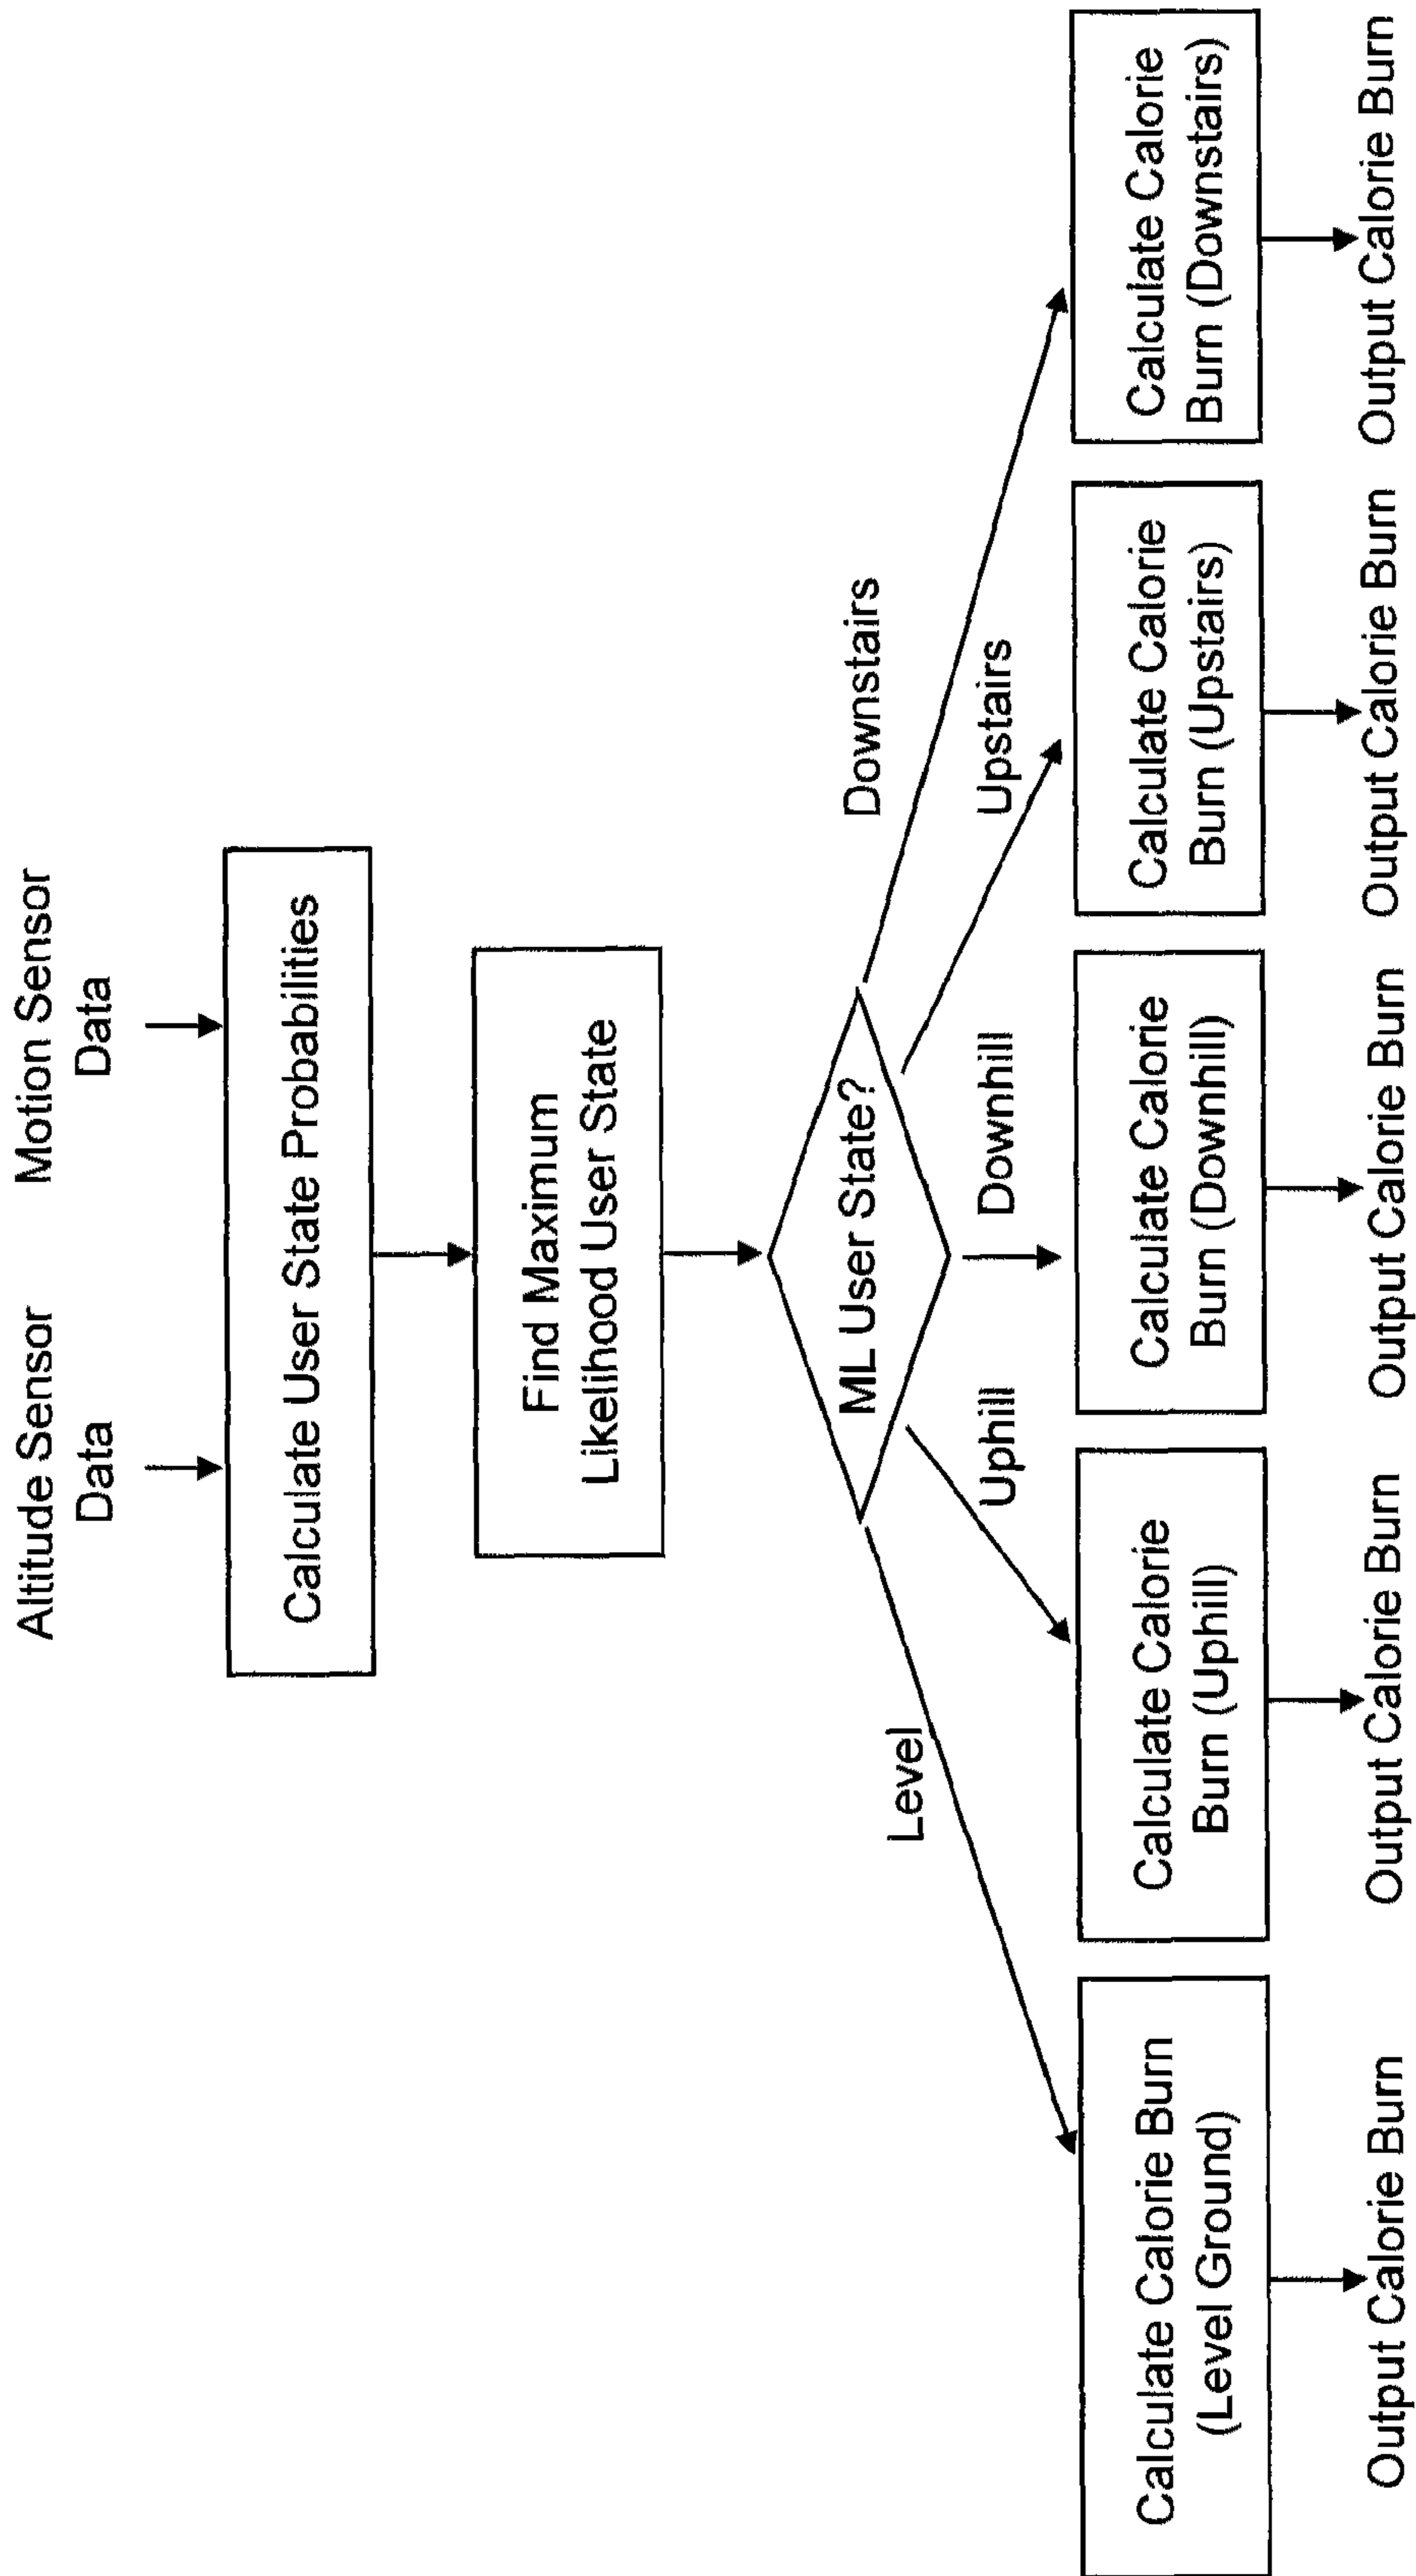 Altitude Sensor
Data
Motion Sensor
Data
Calculate User State Probabilities
Find Maximum
Likelihood User State
ML User State?
Level
Uphill
Downhill
Upstairs
Downstairs
Calculate Calorie Burn
(Level Ground)
Calculate Calorie
Burn (Uphill)
Calculate Calorie
Burn (Downhill)
Calculate Calorie
Burn (Upstairs)
Calculate Calorie
Burn (Downstairs)
Output Calorie Burn
Output Calorie Burn
Output Calorie Burn
Output Calorie Burn
Output Calorie Burn